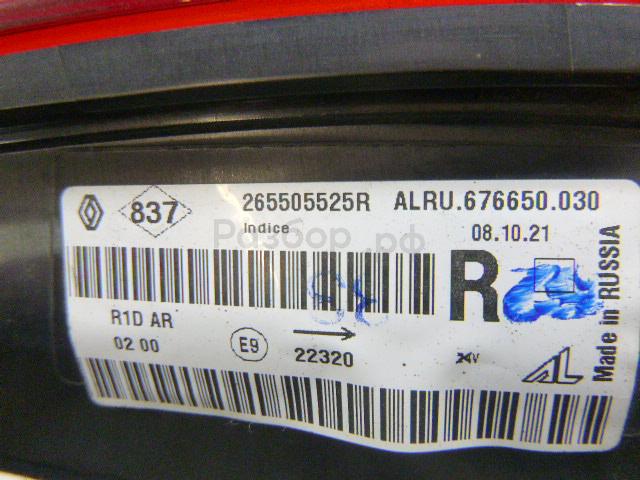 837 265505525R ALRU.676650.030
Indice 08.10.21
Разбор.рф
R
R1D AR
02 00 E9 22320
AL
Made in RUSSIA